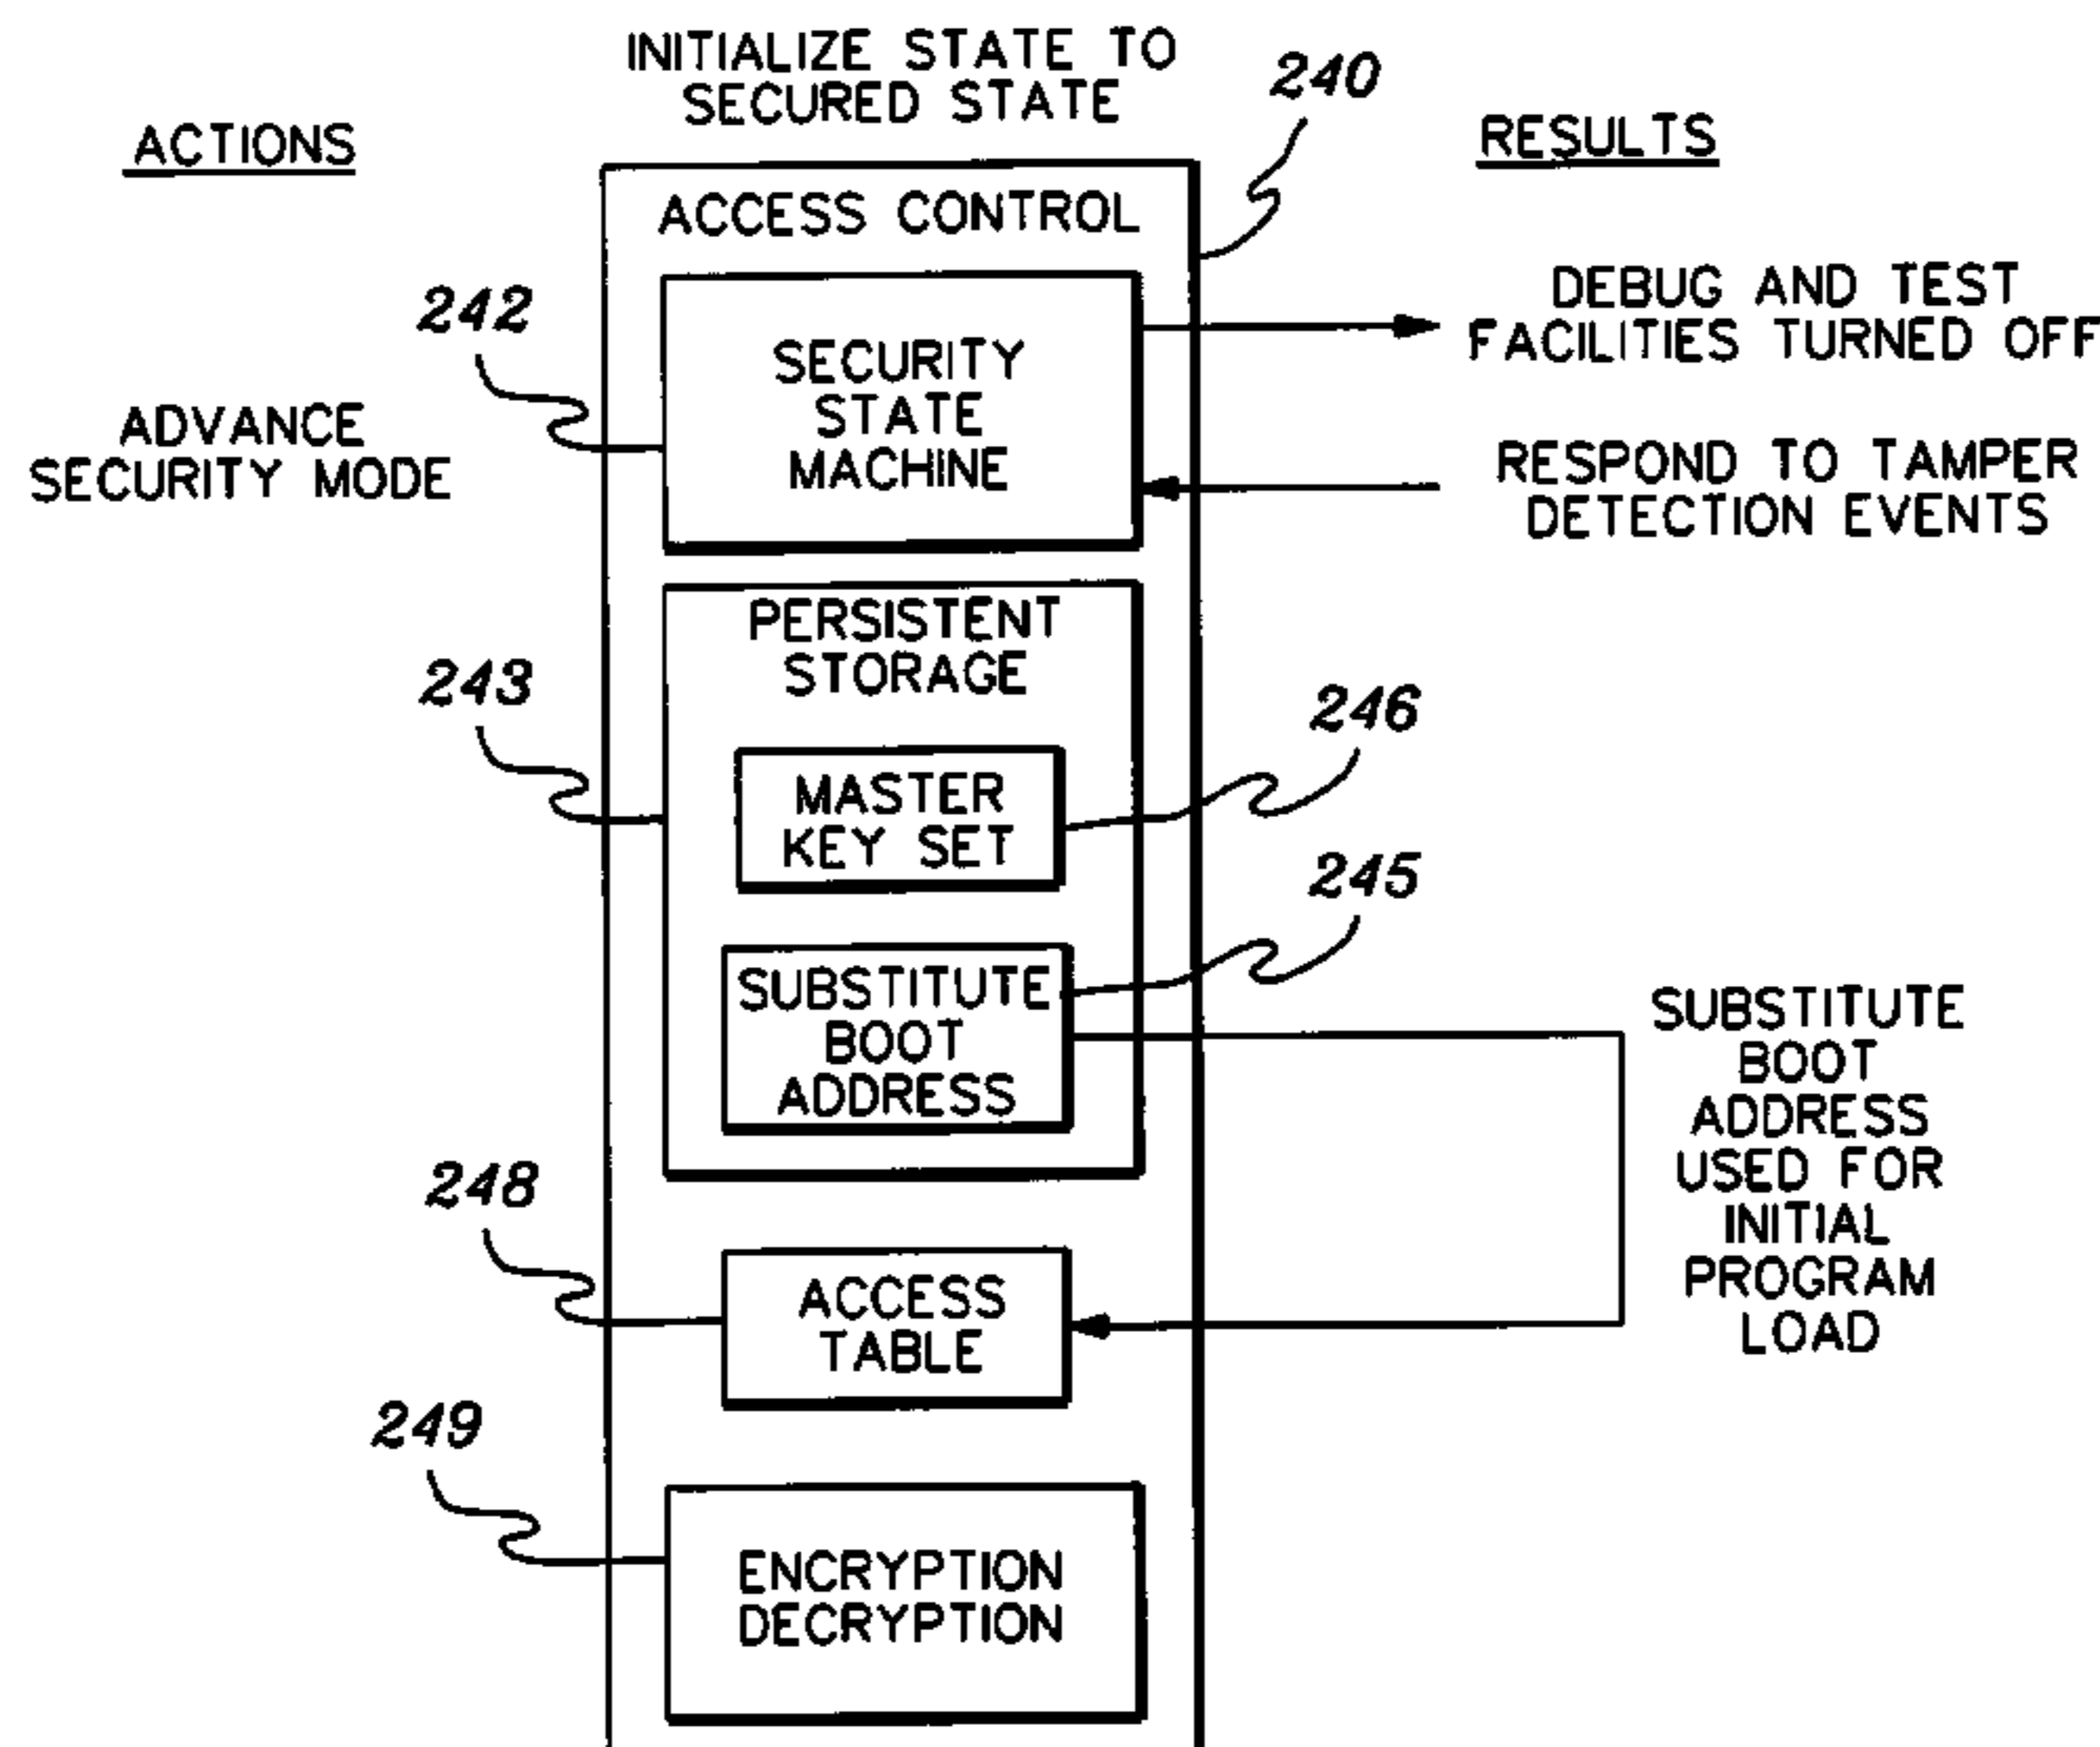 INITIALIZE STATE TO
SECURED STATE
240
ACTIONS
RESULTS
ACCESS CONTROL
242
SECURITY
STATE
MACHINE
DEBUG AND TEST
FACILITIES TURNED OFF
ADVANCE
SECURITY MODE
RESPOND TO TAMPER
DETECTION EVENTS
243
PERSISTENT
STORAGE
246
MASTER
KEY SET
245
SUBSTITUTE
BOOT
ADDRESS
SUBSTITUTE
BOOT
ADDRESS
USED FOR
INITIAL
PROGRAM
LOAD
248
ACCESS
TABLE
249
ENCRYPTION
DECRYPTION